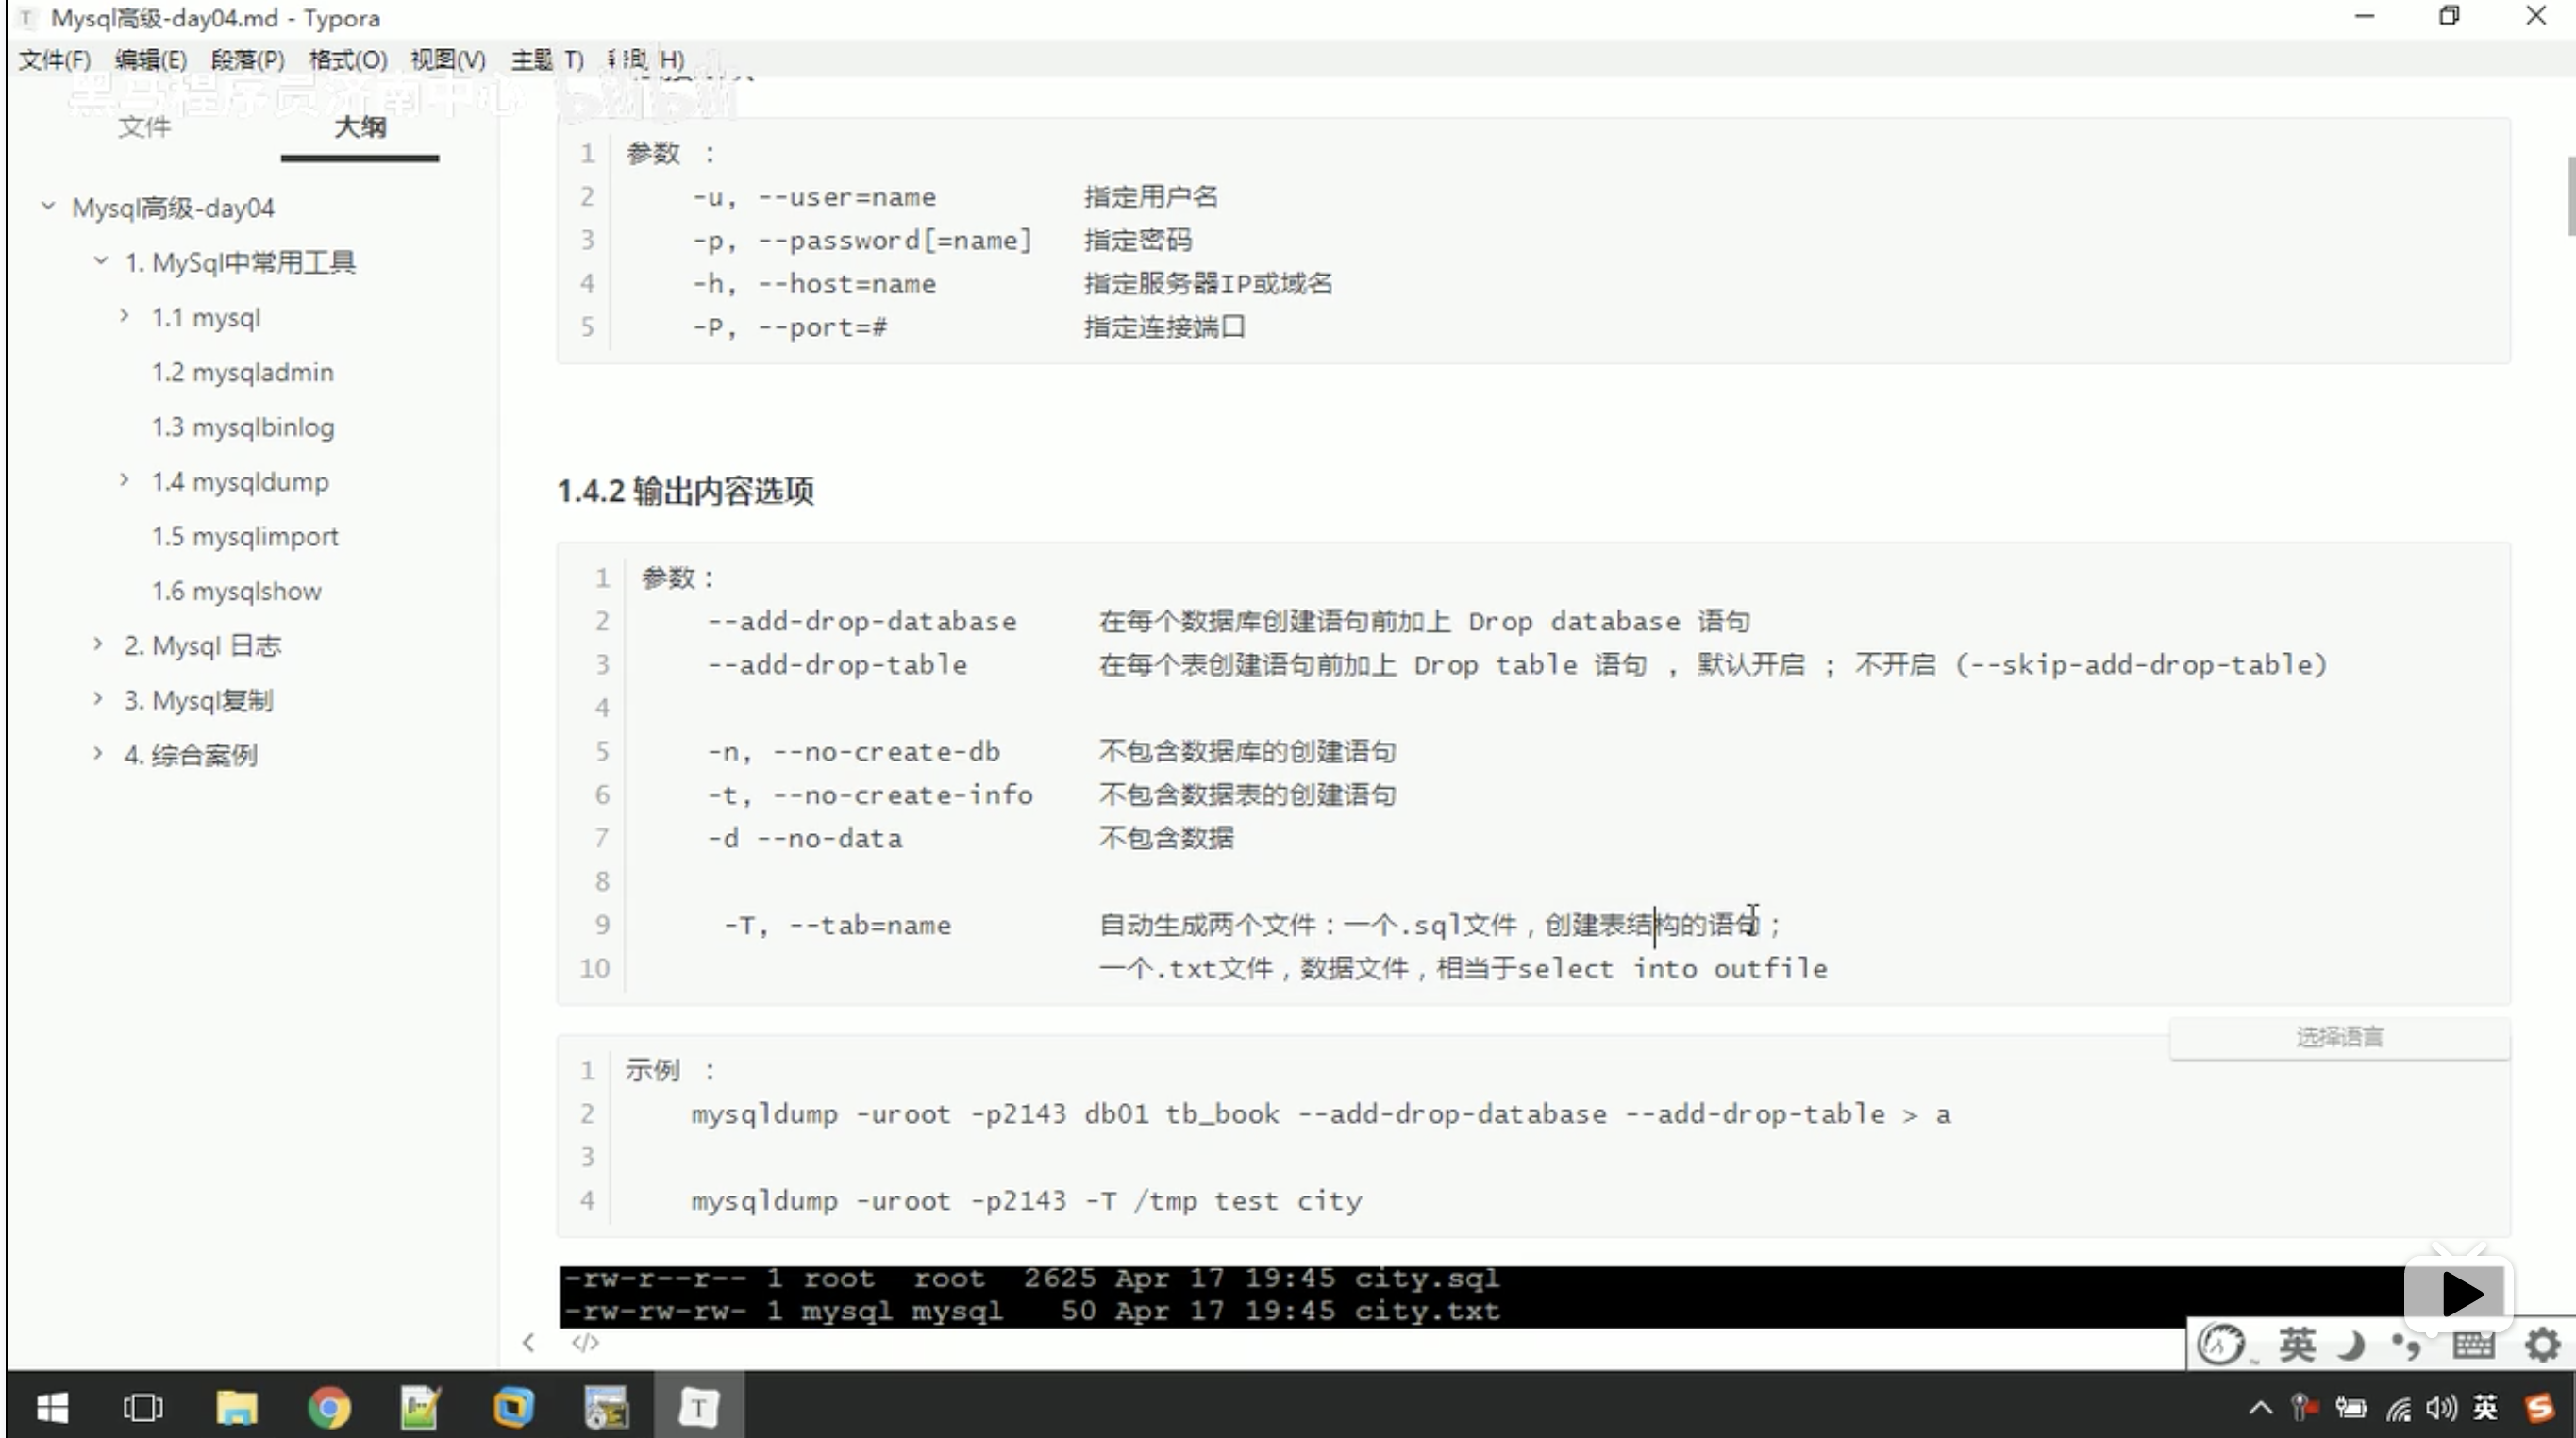 Mysql高级-day04.md - Typora
文件(F) 编辑(E) 段落(P) 格式(O) 视图(V) 主题 T) 帮助 H)
黑马程序员济南中心 bilibili
文件 大纲
Mysql高级-day04
1. MySql中常用工具
1.1 mysql
1.2 mysqladmin
1.3 mysqlbinlog
1.4 mysqldump
1.5 mysqlimport
1.6 mysqlshow
2. Mysql 日志
3. Mysql复制
4. 综合案例
1 参数 ：
2 -u, --user=name 指定用户名
3 -p, --password[=name] 指定密码
4 -h, --host=name 指定服务器IP或域名
5 -P, --port=# 指定连接端口
1.4.2 输出内容选项
1 参数：
2 --add-drop-database 在每个数据库创建语句前加上 Drop database 语句
3 --add-drop-table 在每个表创建语句前加上 Drop table 语句 , 默认开启 ; 不开启 (--skip-add-drop-table)
4
5 -n, --no-create-db 不包含数据库的创建语句
6 -t, --no-create-info 不包含数据表的创建语句
7 -d --no-data 不包含数据
8
9 -T, --tab=name 自动生成两个文件：一个.sql文件，创建表结构的语句；
10 一个.txt文件，数据文件，相当于select into outfile
选择语言
1 示例 ：
2 mysqldump -uroot -p2143 db01 tb_book --add-drop-database --add-drop-table > a
3
4 mysqldump -uroot -p2143 -T /tmp test city
-rw-r--r-- 1 root root 2625 Apr 17 19:45 city.sql
-rw-rw-rw- 1 mysql mysql 50 Apr 17 19:45 city.txt
</>
英
T
英